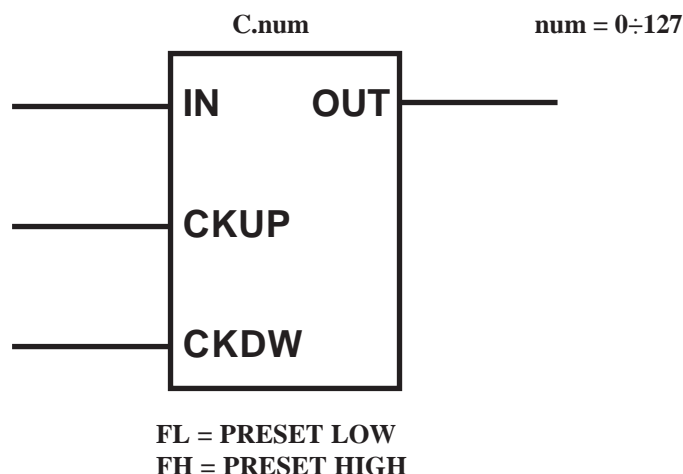 C.num num = 0÷127
IN OUT
CKUP
CKDW
FL = PRESET LOW
FH = PRESET HIGH